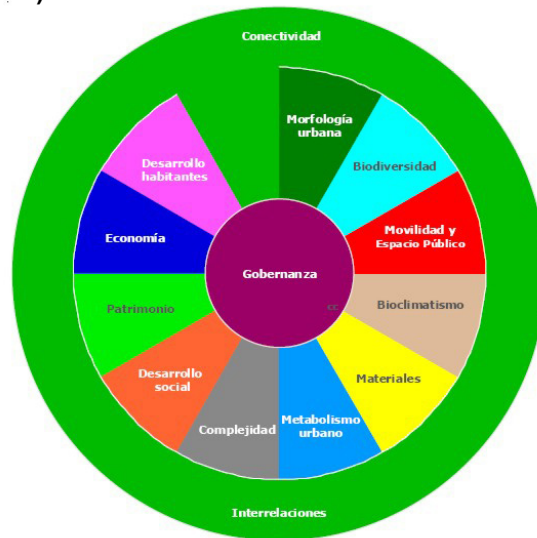 Conectividad
Morfología
urbana
Biodiversidad
Movilidad y
Espacio Público
Bioclimatismo
Materiales
Metabolismo
urbano
Complejidad
Desarrollo
social
Patrimonio
Economía
Desarrollo
habitantes
Gobernanza
cc
Interrelaciones